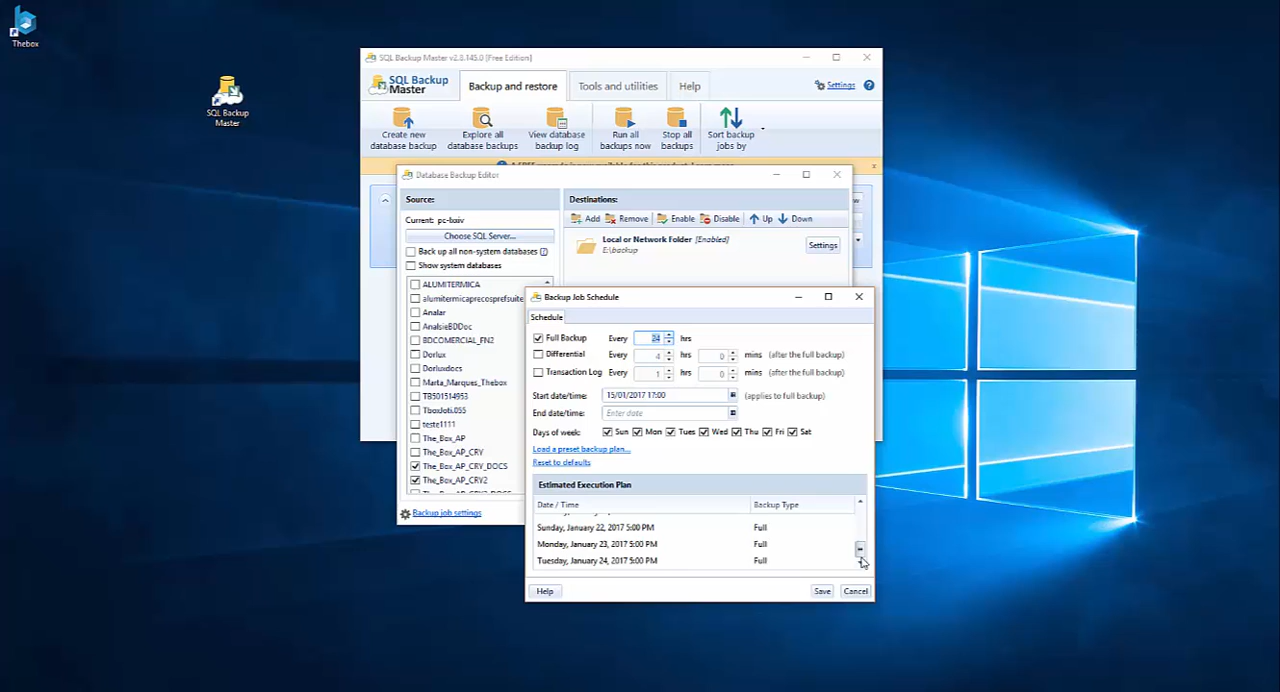 Thebox
SQL Backup
Master
SQL Backup Master v2.3.145.0 [Free Edition]
SQL Backup
Master
Backup and restore
Tools and utilities
Help
Settings
Create new
database backup
Explore all
database backups
View database
backup log
Run all
backups now
Stop all
backups
Sort backup
jobs by
Database Backup Editor
Source:
Current: pc-lxxiv
Choose SQL Server...
Back up all non-system databases
Show system databases
ALUMITERMICA
alumitermicaprecosprefsuite
Analar
AnalsieBDDoc
BDCOMERCIAL_FN2
Dorlux
Dorluxdocs
Marta_Marques_Thebox
TB501514953
TboxJoti.055
teste1111
The_Box_AP
The_Box_AP_CRY
The_Box_AP_CRY_DOCS
The_Box_AP_CRY2
Backup job settings
Destinations:
Add Remove Enable Disable Up Down
Local or Network Folder [Enabled]
E:\backup
Settings
Backup Job Schedule
Schedule
Full Backup Every 24 hrs
Differential Every 4 hrs 0 mins (after the full backup)
Transaction Log Every 1 hrs 0 mins (after the full backup)
Start date/time: 15/01/2017 17:00 (applies to full backup)
End date/time: Enter date
Days of week: Sun Mon Tues Wed Thu Fri Sat
Load a preset backup plan...
Reset to defaults
Estimated Execution Plan
Date / Time Backup Type
Sunday, January 22, 2017 5:00 PM Full
Monday, January 23, 2017 5:00 PM Full
Tuesday, January 24, 2017 5:00 PM Full
Help Save Cancel